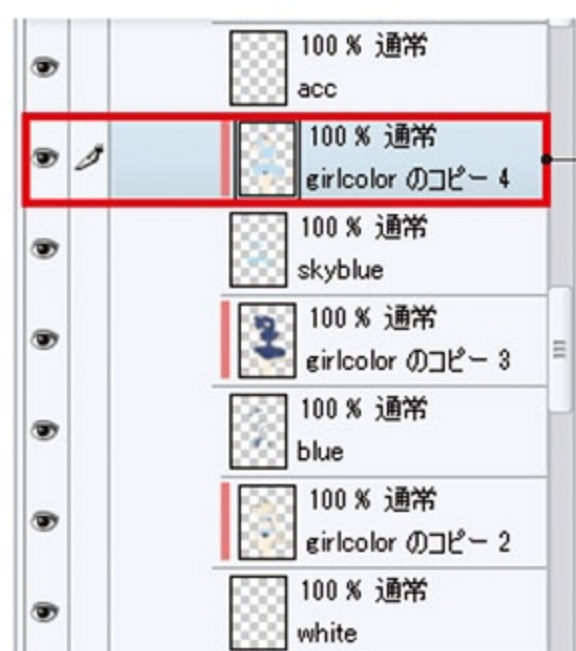 100 % 通常
acc
100 % 通常
girlcolor のコピー 4
100 % 通常
skyblue
100 % 通常
girlcolor のコピー 3
100 % 通常
blue
100 % 通常
girlcolor のコピー 2
100 % 通常
white